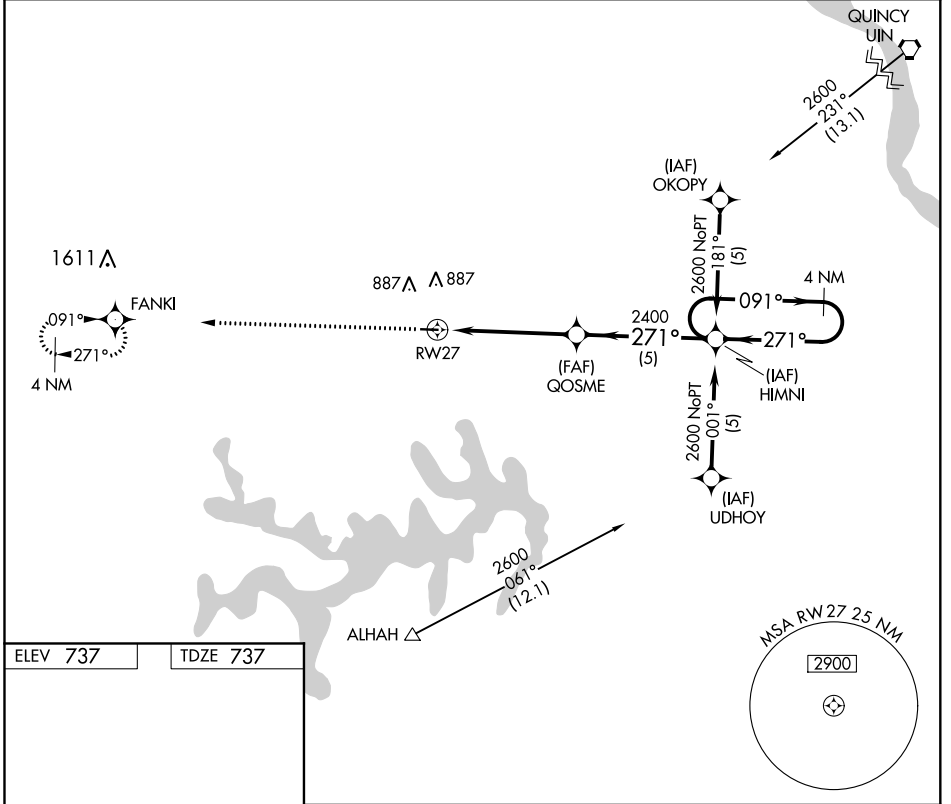 QUINCY
UIN
2600
231°
(13.1)
(IAF)
OKOPY
2600 NoPT
181°
(5)
1611
887
887
4 NM
FANKI
091°
271°
4 NM
RW27
2400
271°
(5)
(FAF)
QOSME
091°
271°
(IAF)
HIMNI
2600 NoPT
001°
(5)
(IAF)
UDHOY
2600
061°
(12.1)
ALHAH
MSA RW27 25 NM
2900
ELEV 737
TDZE 737